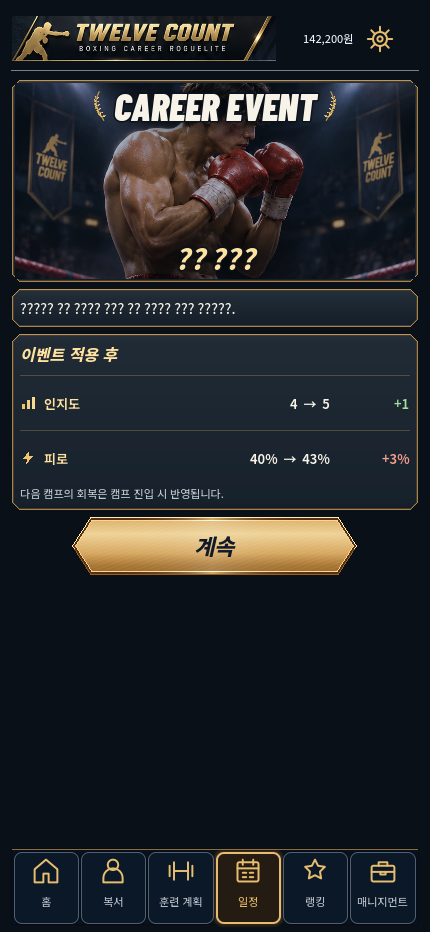 TWELVE COUNT
BOXING CAREER ROGUELITE
142,200원
CAREER EVENT
TWELVE
COUNT
TWELVE
COUNT
?? ???
????? ?? ???? ??? ?? ???? ??? ?????.
이벤트 적용 후
인지도 4 → 5 +1
피로 40% → 43% +3%
다음 캠프의 회복은 캠프 진입 시 반영됩니다.
계속
홈 복서 훈련 계획 일정 랭킹 매니지먼트